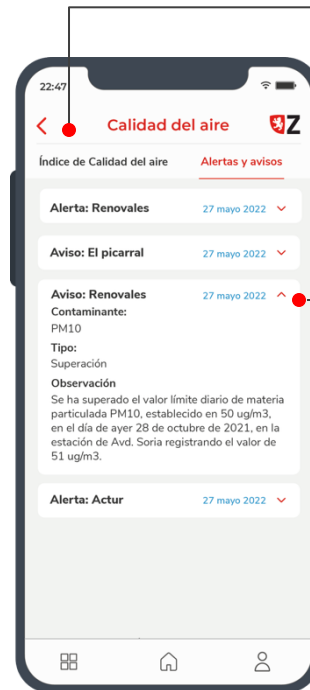 22:47
Calidad del aire
Z
Índice de Calidad del aire Alertas y avisos
Alerta: Renovales 27 mayo 2022
Aviso: El picarral 27 mayo 2022
Aviso: Renovales 27 mayo 2022
Contaminante:
PM10
Tipo:
Superación
Observación
Se ha superado el valor límite diario de materia
particulada PM10, establecido en 50 ug/m3,
en el día de ayer 28 de octubre de 2021, en la
estación de Avd. Soria registrando el valor de
51 ug/m3.
Alerta: Actur 27 mayo 2022